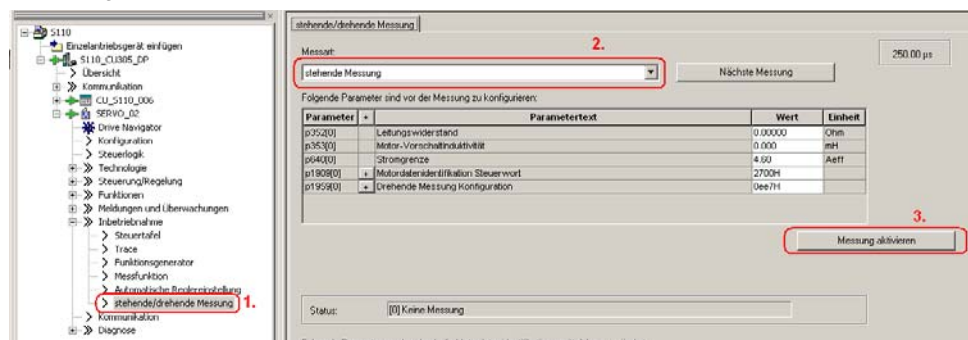 S110
Einzelantriebsgerät einfügen
S110_CU305_DP
Übersicht
Kommunikation
CU_S110_006
SERVO_02
Drive Navigator
Konfiguration
Steuerlogik
Technologie
Steuerung/Regelung
Funktionen
Meldungen und Überwachungen
Inbetriebnahme
Steuertafel
Trace
Funktionsgenerator
Messfunktion
Automatische Reglereinstellung
stehende/drehende Messung 1.
Kommunikation
Diagnose
stehende/drehende Messung
Messart: 2.
250.00 µs
stehende Messung Nächste Messung
Folgende Parameter sind vor der Messung zu konfigurieren:
Parameter + Parametertext Wert Einheit
p352[0] Leitungswiderstand 0.00000 Ohm
p353[0] Motor-Vorschaltinduktivität 0.000 mH
p640[0] Stromgrenze 4.60 Aeff
p1909[0] + Motordatenidentifikation Steuerwort 2700H
p1959[0] + Drehende Messung Konfiguration 0ee7H
3.
Messung aktivieren
Status: [0] Keine Messung